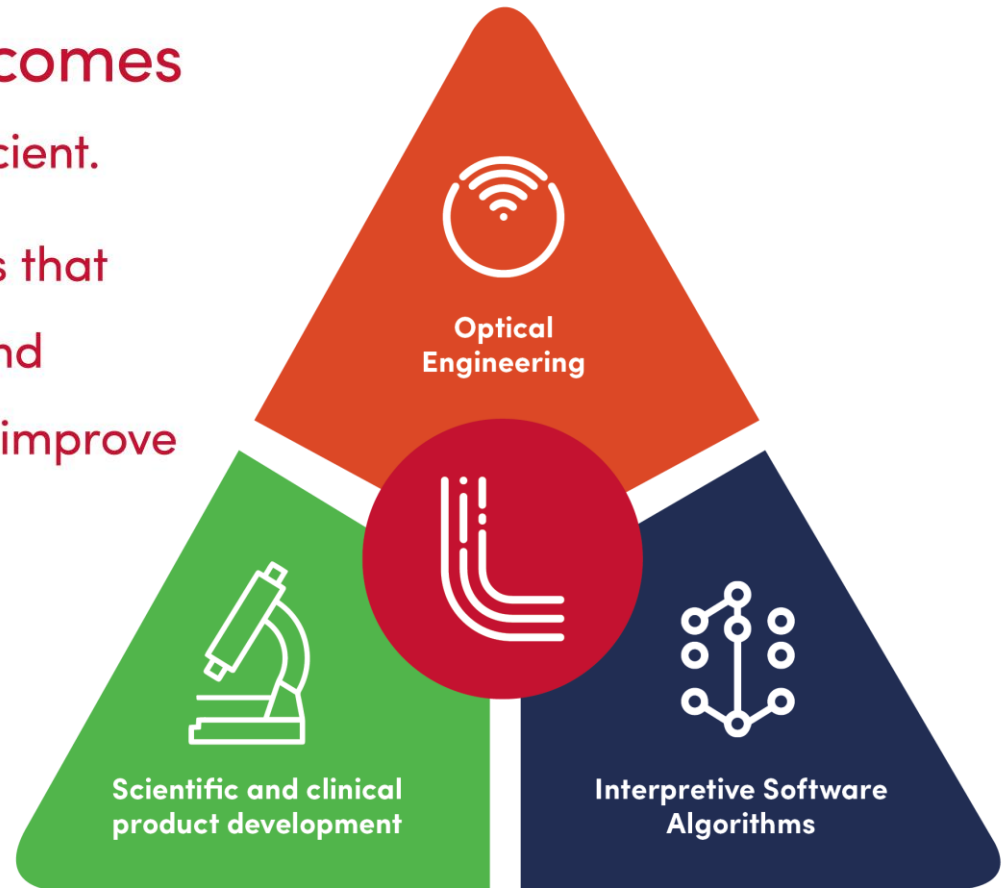 comes
cient.
s that
nd
improve
Optical
Engineering
Scientific and clinical
product development
Interpretive Software
Algorithms